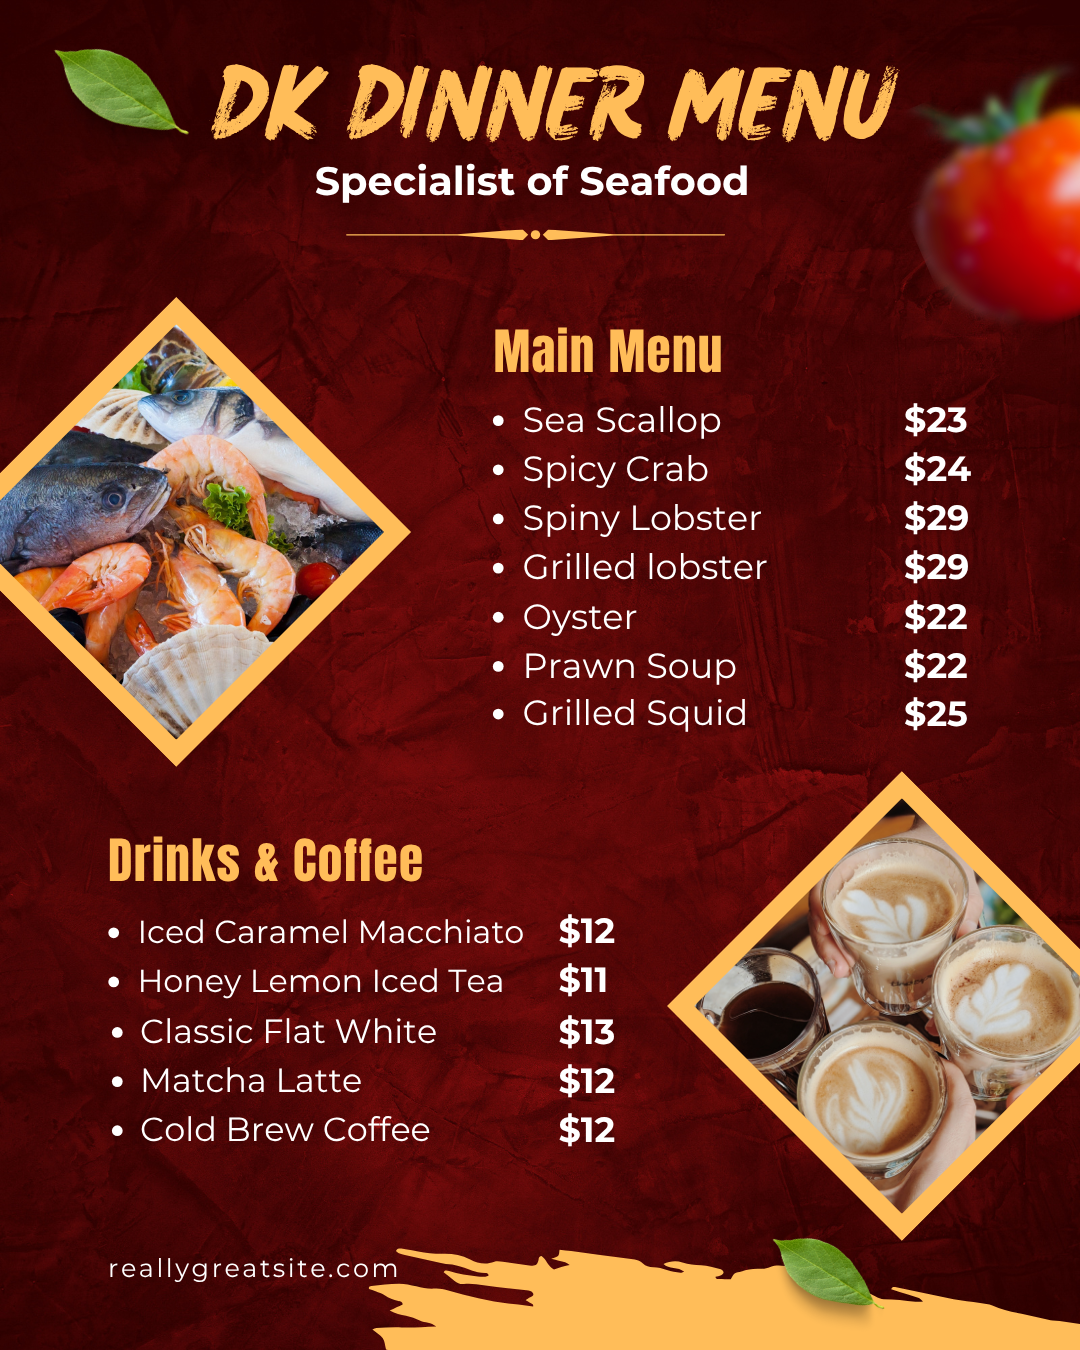 DK DINNER MENU
Specialist of Seafood
Main Menu
• Sea Scallop $23
• Spicy Crab $24
• Spiny Lobster $29
• Grilled lobster $29
• Oyster $22
• Prawn Soup $22
• Grilled Squid $25
Drinks & Coffee
• Iced Caramel Macchiato $12
• Honey Lemon Iced Tea $11
• Classic Flat White $13
• Matcha Latte $12
• Cold Brew Coffee $12
reallygreatsite.com